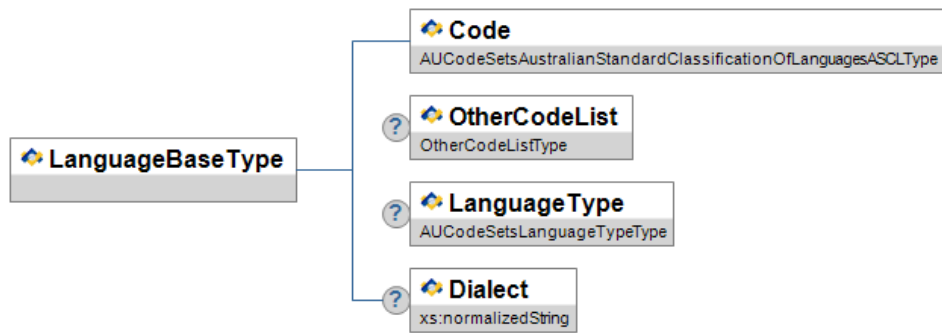 Code
AUCodeSetsAustralianStandardClassificationOfLanguagesASCLType
?
OtherCodeList
OtherCodeListType
LanguageBaseType
?
LanguageType
AUCodeSetsLanguageTypeType
?
Dialect
xs:normalizedString